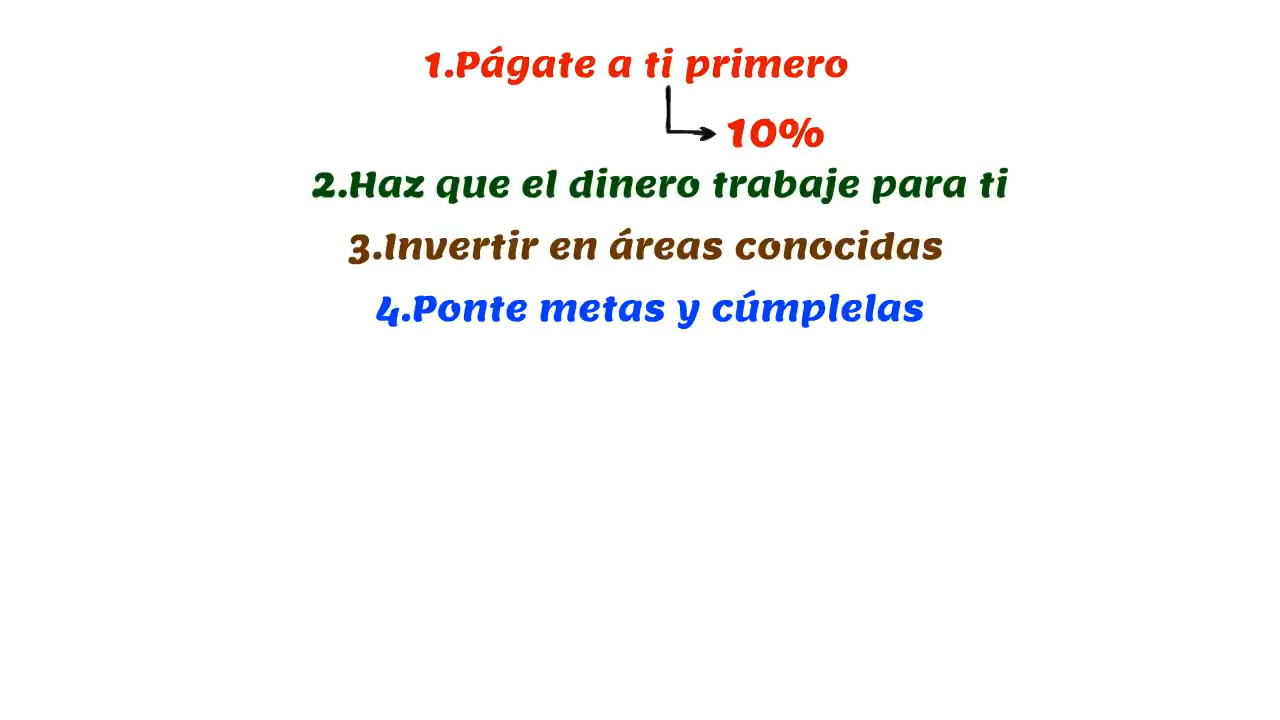 1.Págate a ti primero
10%
2.Haz que el dinero trabaje para ti
3.Invertir en áreas conocidas
4.Ponte metas y cúmplelas